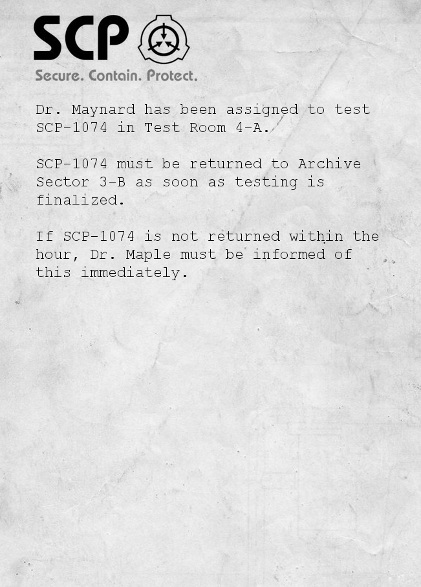 SCP
Secure. Contain. Protect.
Dr. Maynard has been assigned to test
SCP-1074 in Test Room 4-A.
SCP-1074 must be returned to Archive
Sector 3-B as soon as testing is
finalized.
If SCP-1074 is not returned within the
hour, Dr. Maple must be informed of
this immediately.